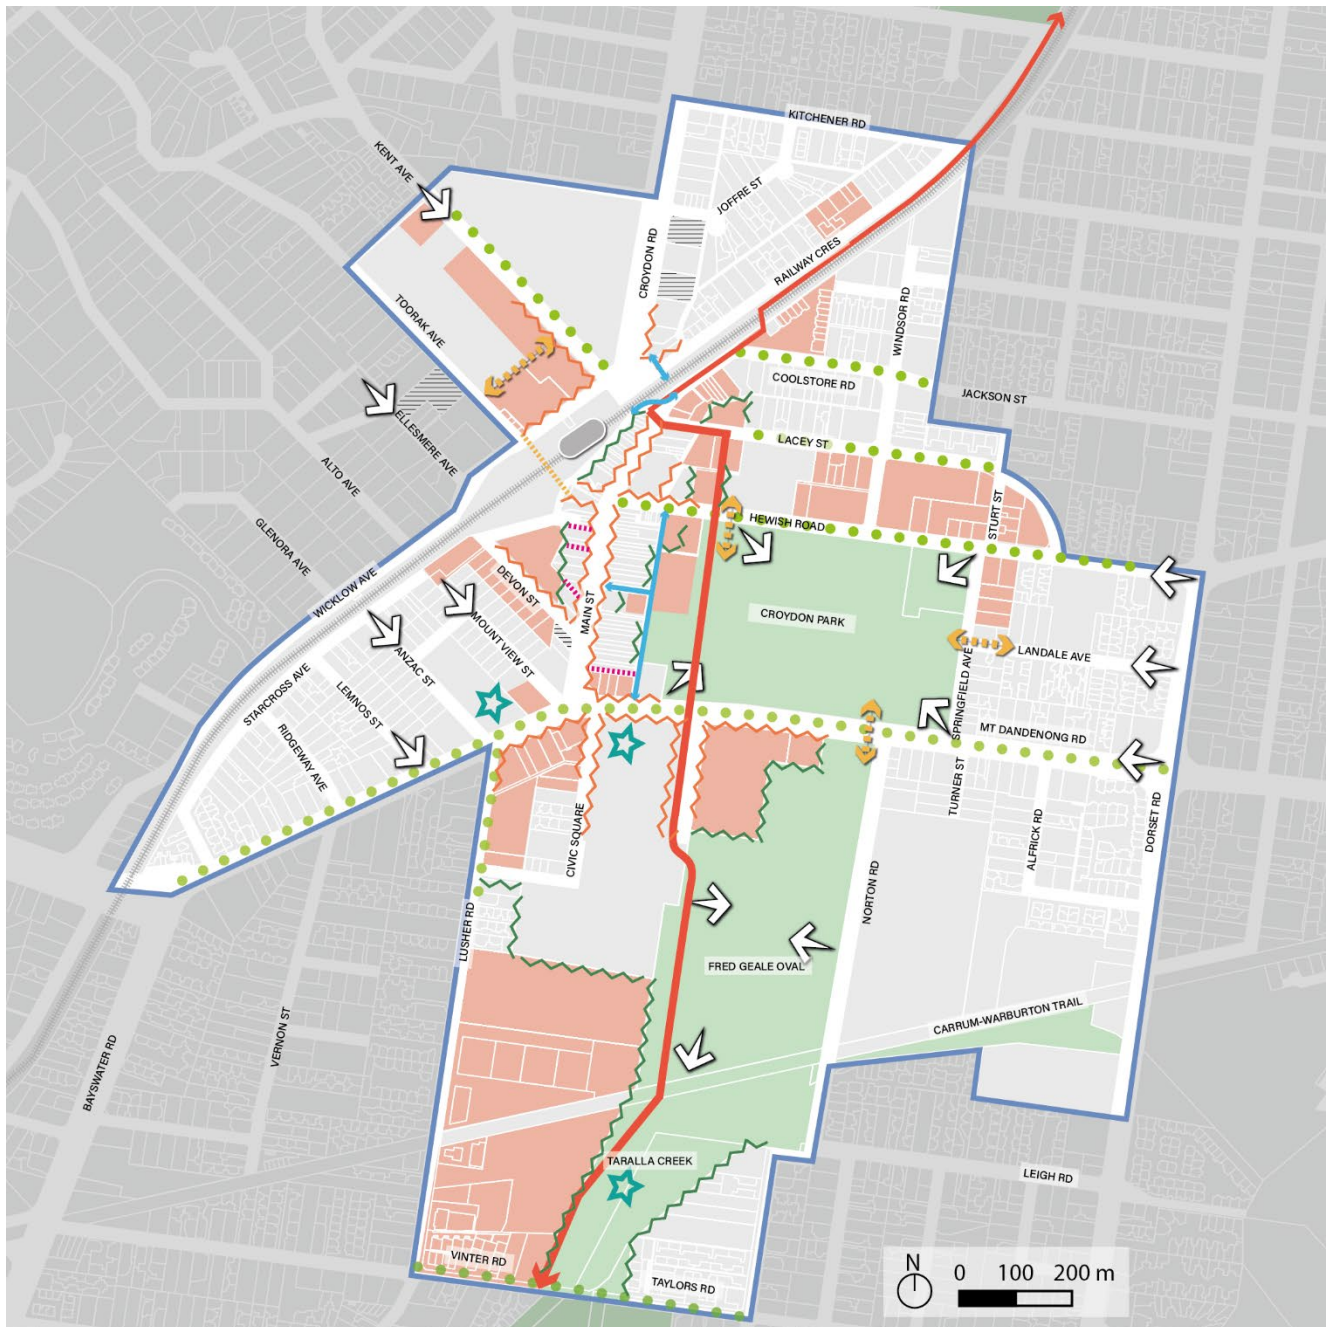 KITCHENER RD
KENT AVE
JOFFRE ST
CROYDON RD
RAILWAY CRES
TOORAK AVE
WINDSOR RD
COOLSTORE RD
JACKSON ST
ELLESMERE AVE
LACEY ST
ALTO AVE
STURT ST
HEWISH ROAD
GLENORA AVE
WICKLOW AVE
DEVON ST
MAIN ST
CROYDON PARK
MOUNT VIEW ST
ANZAC ST
LANDALE AVE
SPRINGFIELD AVE
STARCROSS AVE
LEMNOS ST
RIDGEWAY AVE
MT DANDENONG RD
TURNER ST
DORSET RD
CIVIC SQUARE
ALFRICK RD
NORTON RD
LUSHER RD
FRED GEALE OVAL
CARRUM-WARBURTON TRAIL
VERNON ST
BAYSWATER RD
TARALLA CREEK
LEIGH RD
VINTER RD
TAYLORS RD
N
0 100 200 m